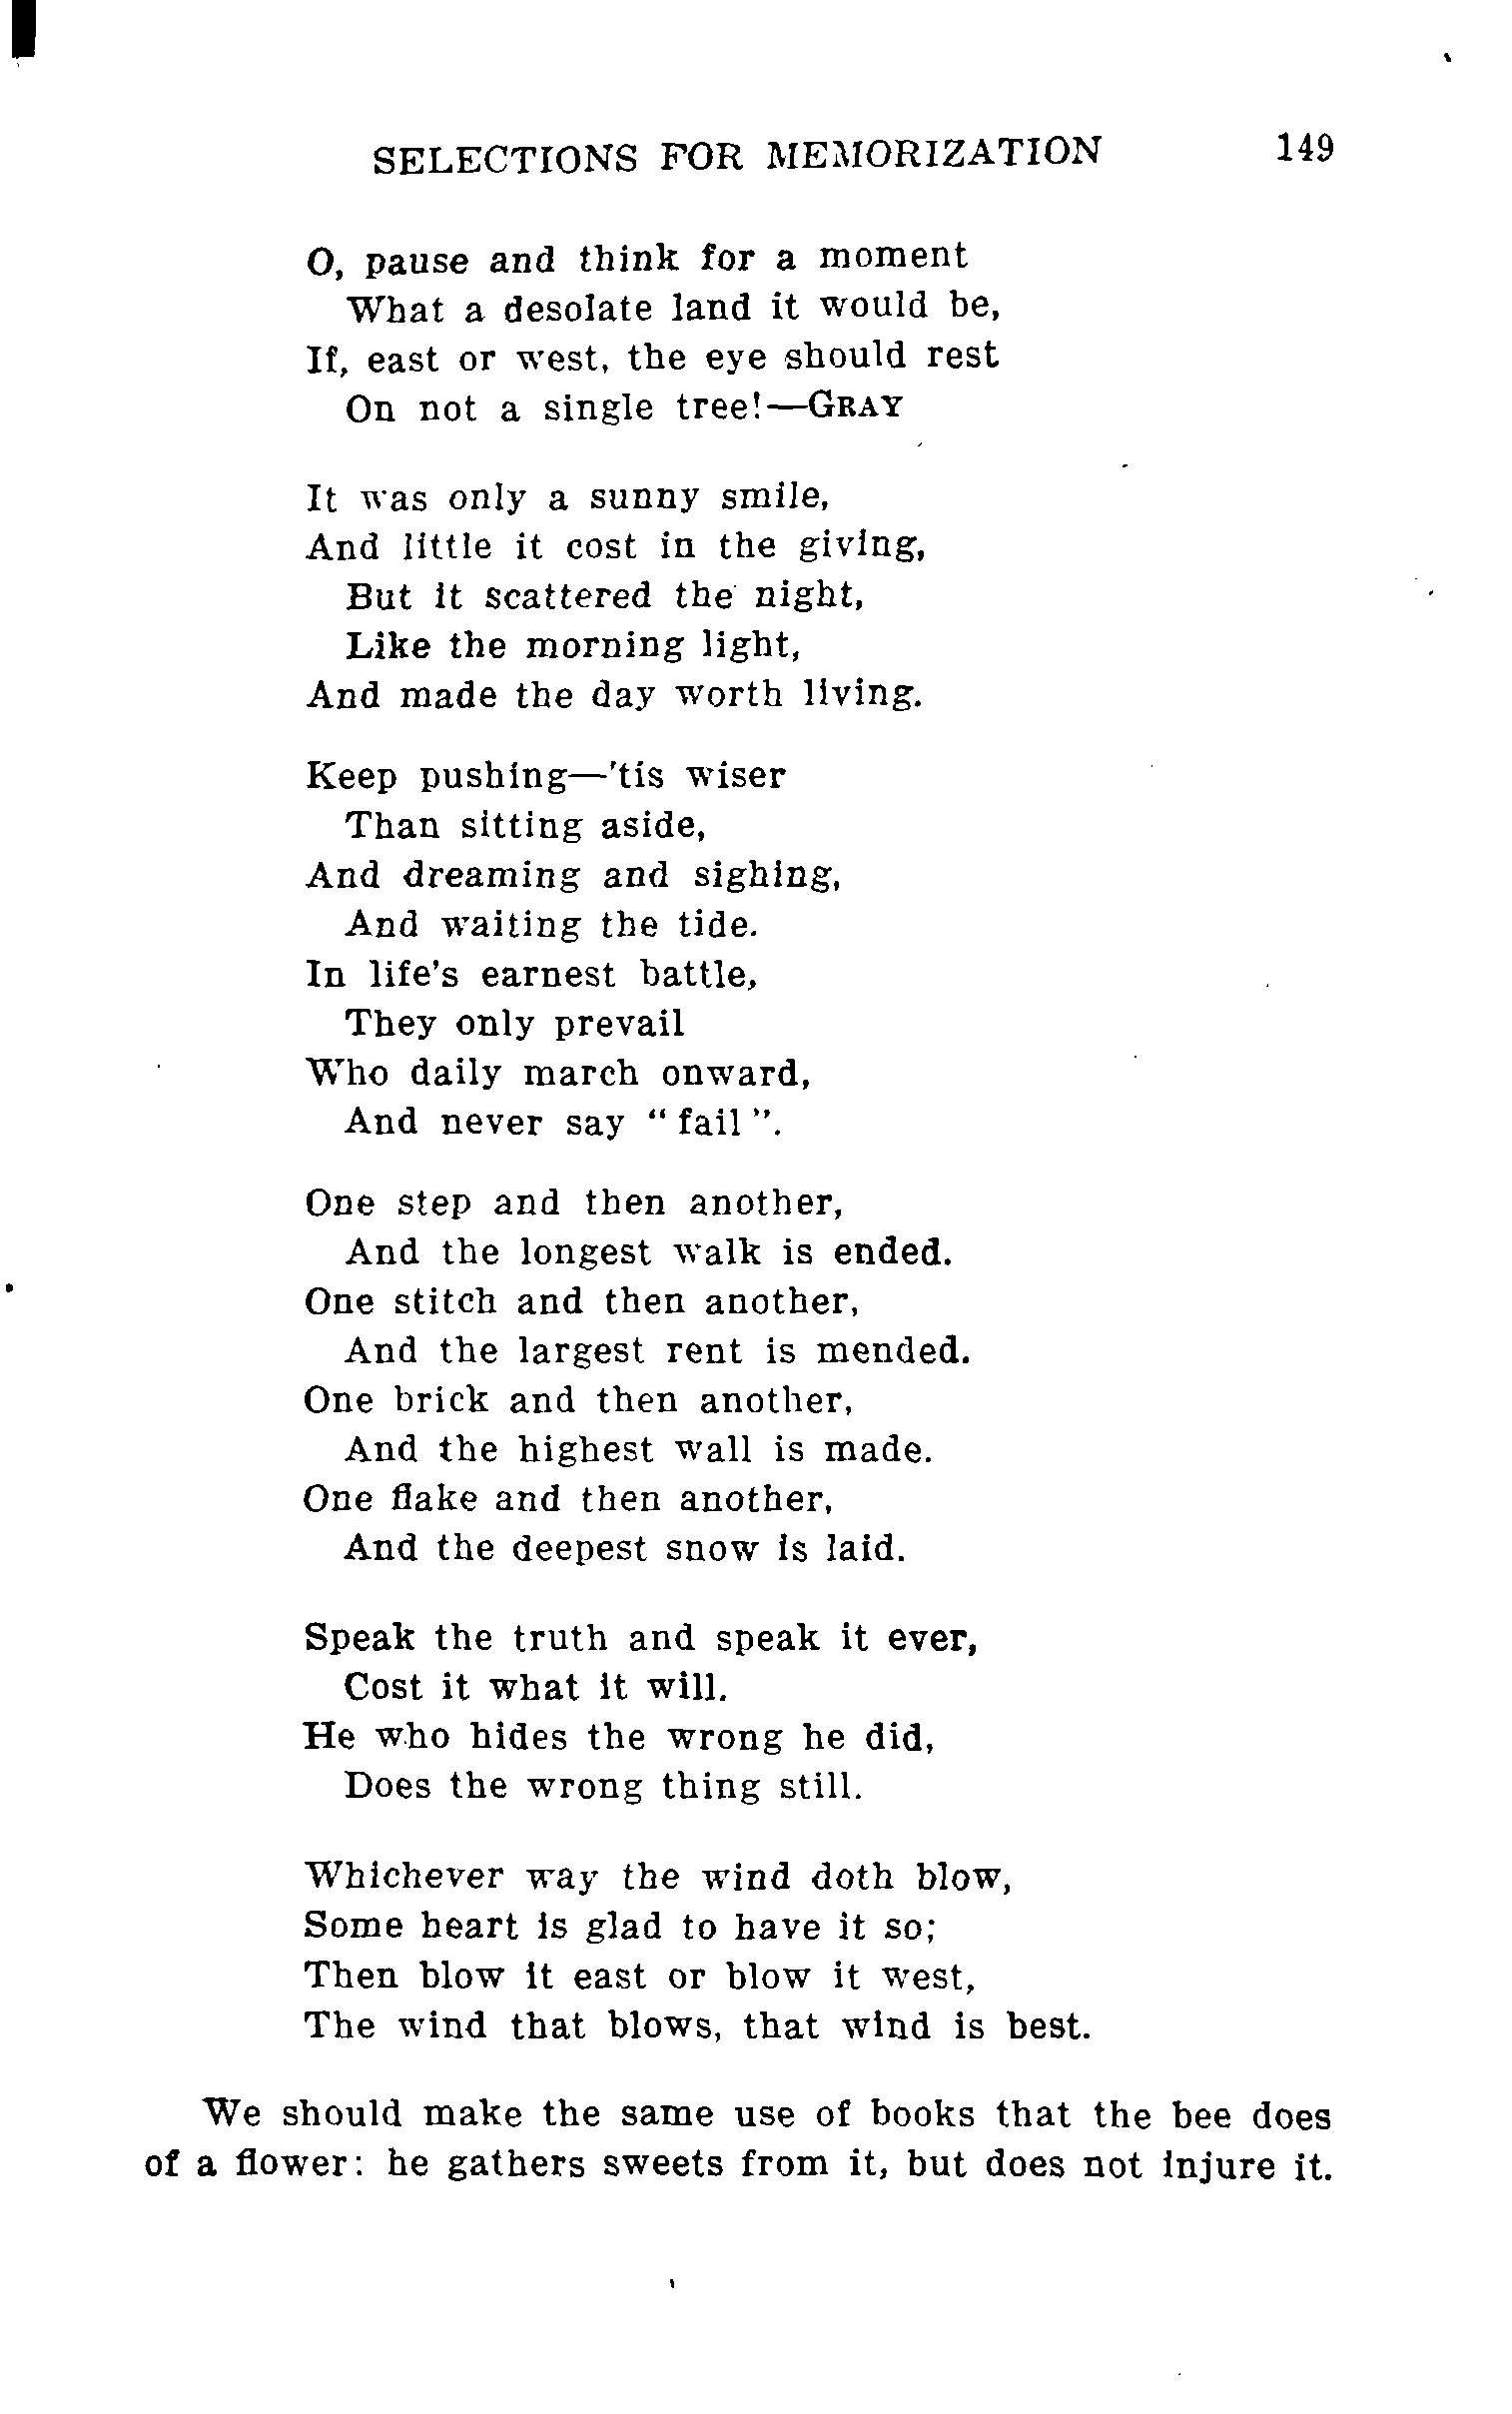 SELECTIONS FOR MEMORIZATION 149
O, pause and think for a moment
What a desolate land it would be,
If, east or west, the eye should rest
On not a single tree!—GRAY
It was only a sunny smile,
And little it cost in the giving,
But it scattered the night,
Like the morning light,
And made the day worth living.
Keep pushing—'tis wiser
Than sitting aside,
And dreaming and sighing,
And waiting the tide.
In life's earnest battle,
They only prevail
Who daily march onward,
And never say "fail".
One step and then another,
And the longest walk is ended.
One stitch and then another,
And the largest rent is mended.
One brick and then another,
And the highest wall is made.
One flake and then another,
And the deepest snow is laid.
Speak the truth and speak it ever,
Cost it what it will.
He who hides the wrong he did,
Does the wrong thing still.
Whichever way the wind doth blow,
Some heart is glad to have it so;
Then blow it east or blow it west,
The wind that blows, that wind is best.
We should make the same use of books that the bee does
of a flower: he gathers sweets from it, but does not injure it.